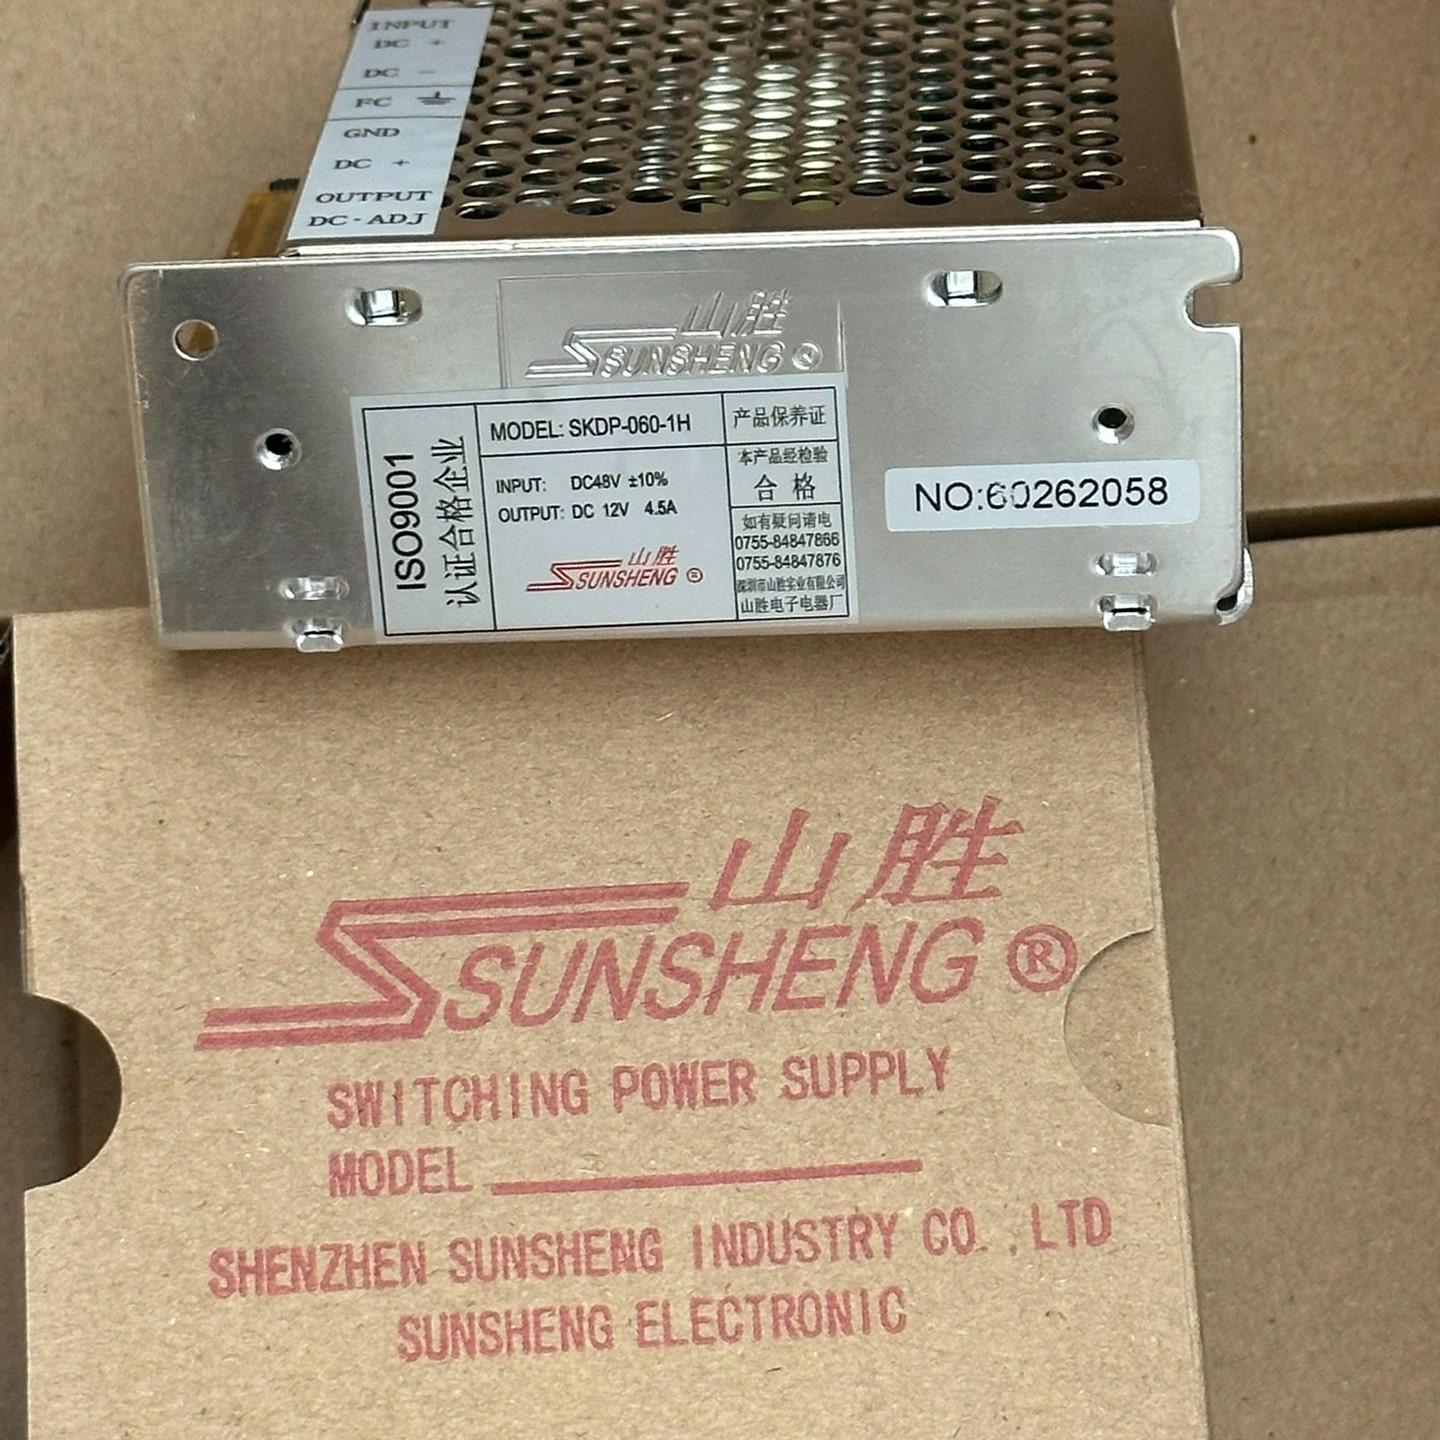 INPUT
DC +
DC -
FG
GND
DC +
OUTPUT
DC-ADJ
山胜
SUNSHENG ®
ISO9001
认证合格企业
MODEL: SKDP-060-1H
INPUT: DC48V ±10%
OUTPUT: DC 12V 4.5A
山胜
SUNSHENG ®
产品保养证
本产品经检验
合格
如有疑问请电
0755-84847866
0755-84847876
深圳市山胜实业有限公司
山胜电子电器厂
NO:60262058
山胜
SUNSHENG ®
SWITCHING POWER SUPPLY
MODEL
SHENZHEN SUNSHENG INDUSTRY CO.,LTD
SUNSHENG ELECTRONIC